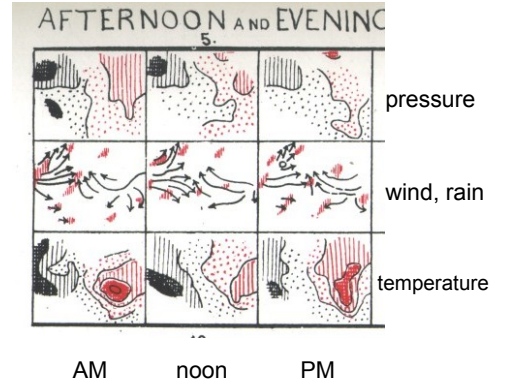 AFTERNOON AND EVENING
5.
pressure
wind, rain
temperature
AM noon PM